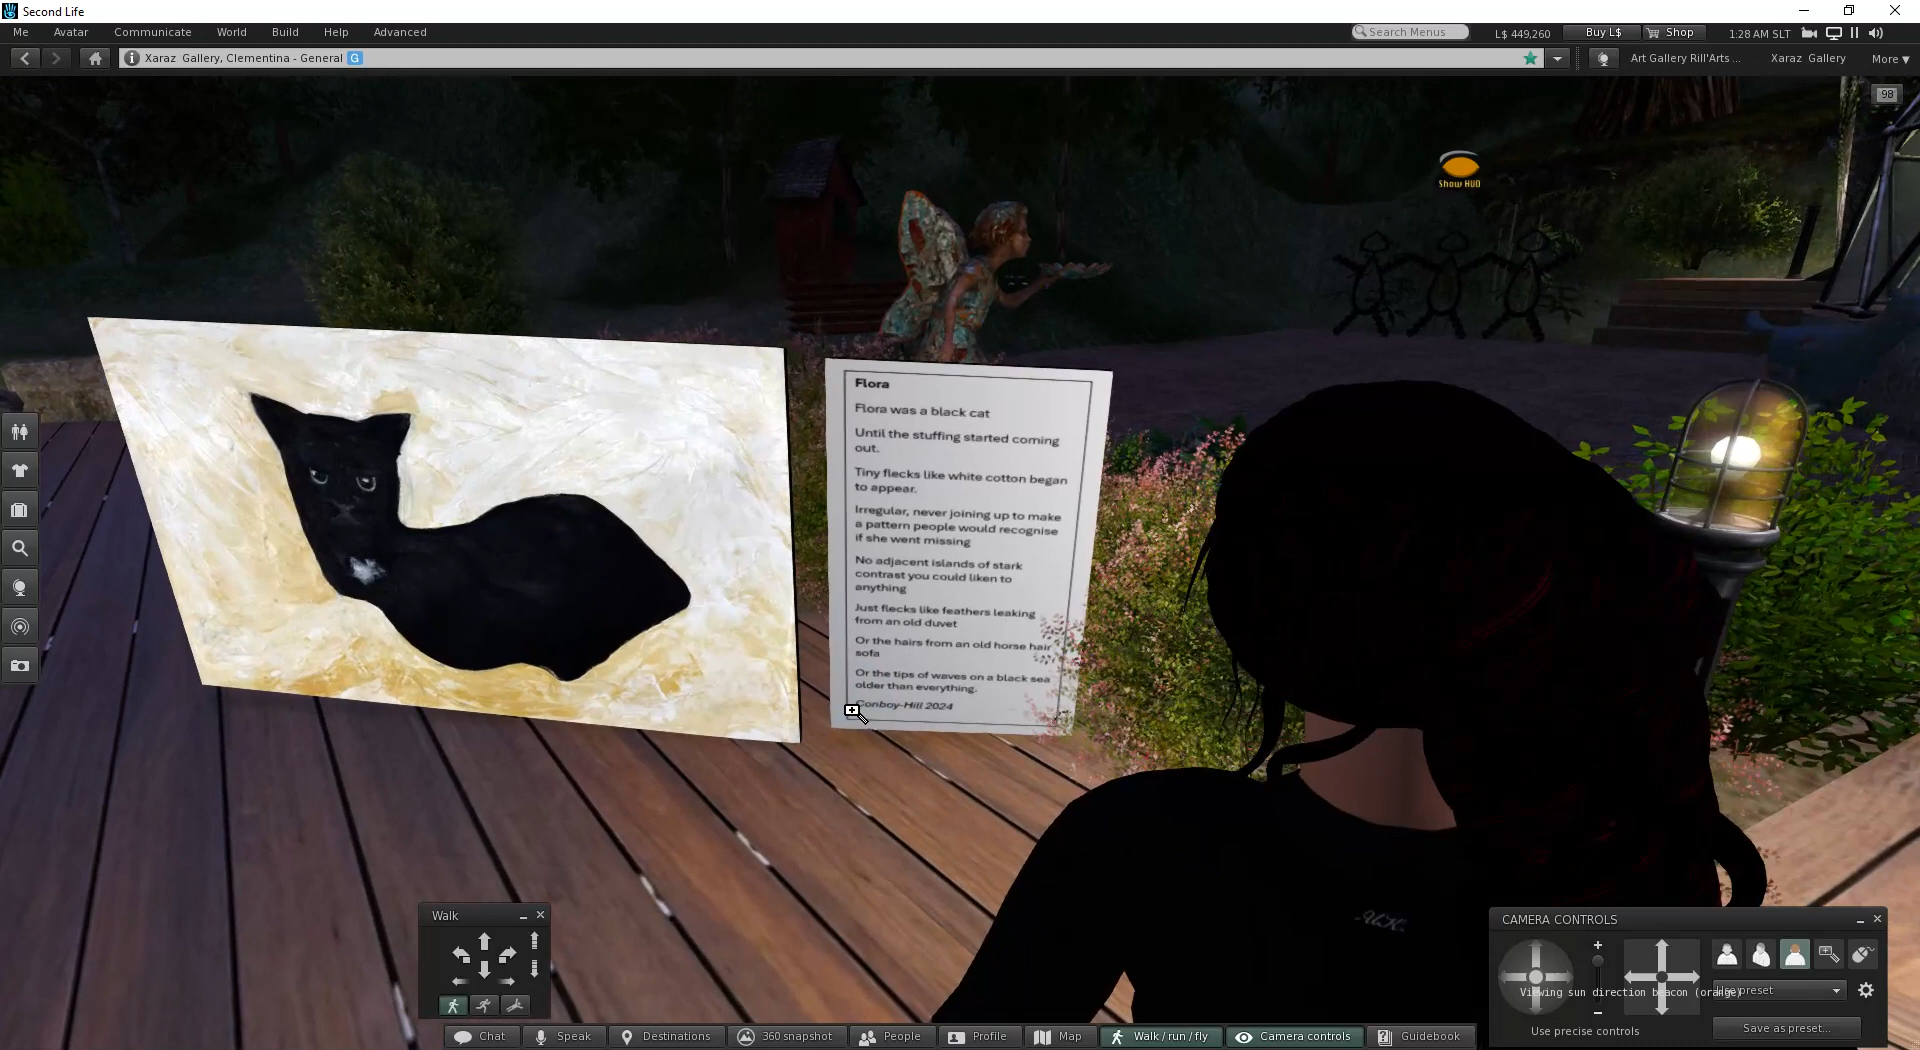 Second Life
Me Avatar Communicate World Build Help Advanced
Search Menus
L$ 449,260
Buy L$
Shop
1:28 AM SLT
Xaraz Gallery, Clementina - General G
Art Gallery Rill'Arts ...
Xaraz Gallery
More
98
Show HUD
Flora
Flora was a black cat
Until the stuffing started coming
out.
Tiny flecks like white cotton began
to appear.
Irregular, never joining up to make
a pattern people would recognise
if she went missing
No adjacent islands of stark
contrast you could liken to
anything
Just flecks like feathers leaking
from an old duvet
Or the hairs from an old horse hair
sofa
Or the tips of waves on a black sea
older than everything.
Conboy-Hill 2024
Walk
CAMERA CONTROLS
Viewing sun direction beacon (orange)
preset
Use precise controls
Save as preset...
Chat
Speak
Destinations
360 snapshot
People
Profile
Map
Walk / run / fly
Camera controls
Guidebook